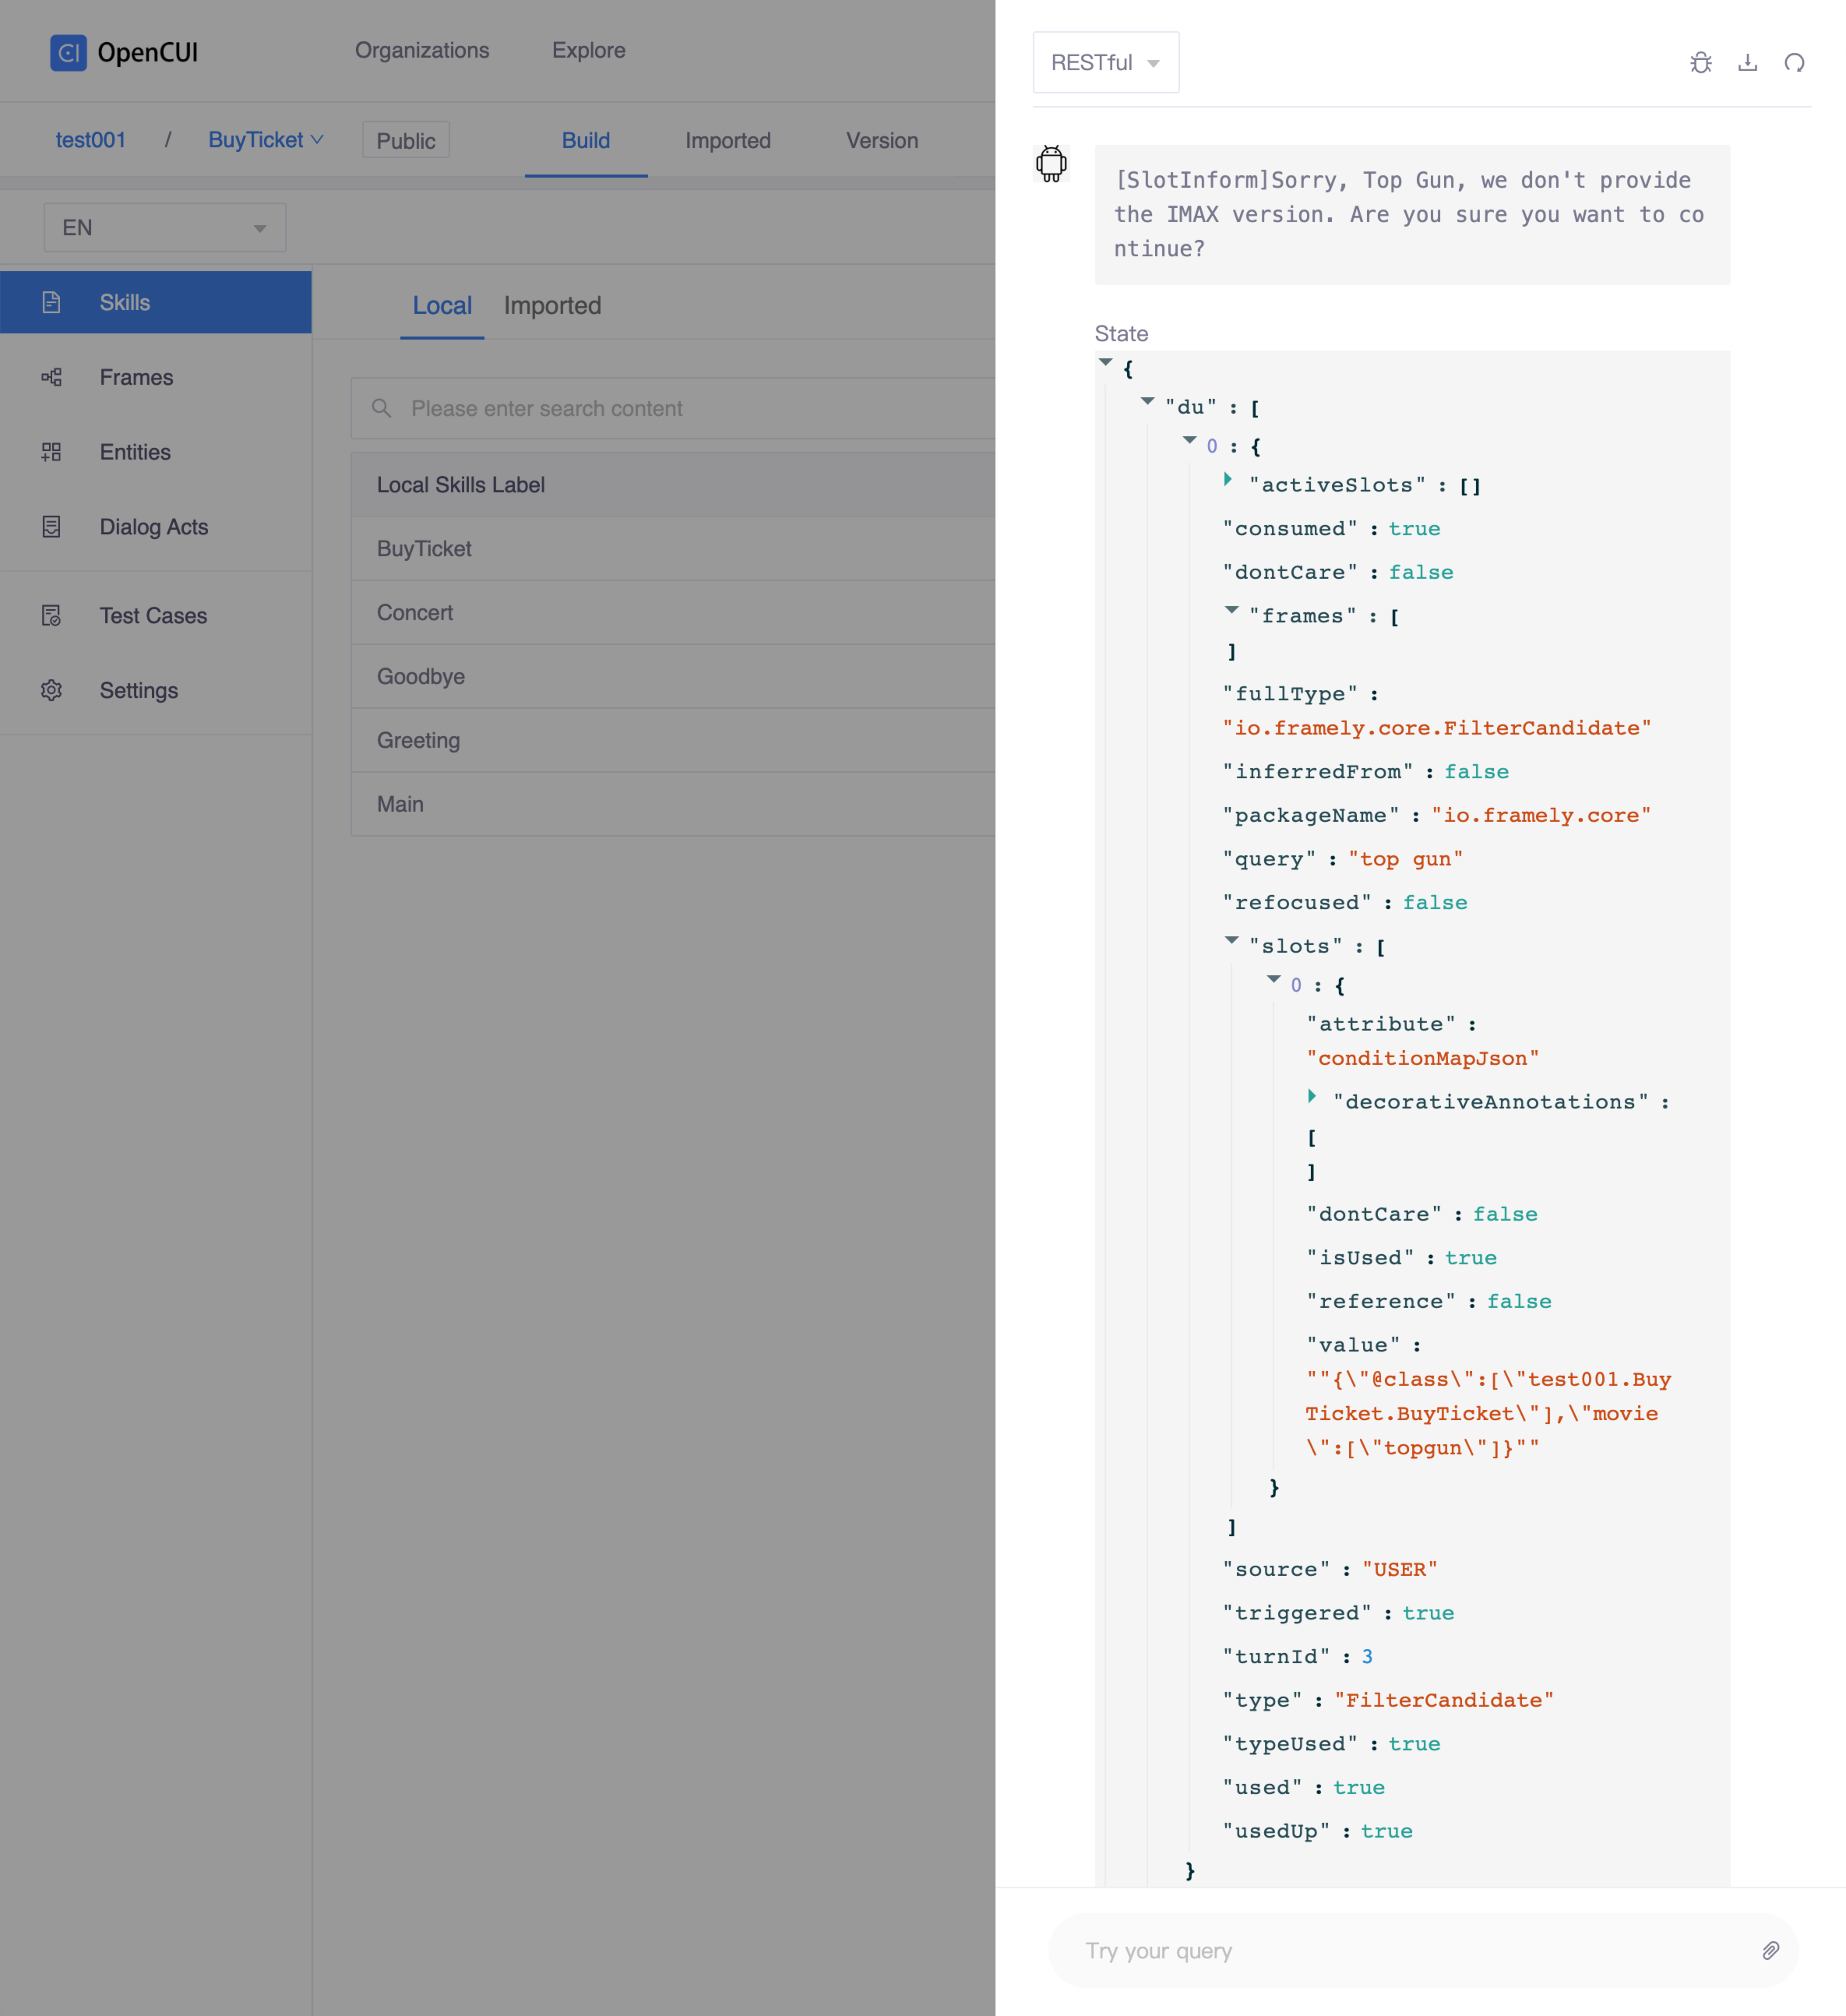 OpenCUI
Organizations
Explore
test001 / BuyTicket
Public
Build
Imported
Version
EN
Skills
Frames
Entities
Dialog Acts
Test Cases
Settings
Local
Imported
Please enter search content
Local Skills Label
BuyTicket
Concert
Goodbye
Greeting
Main
RESTful
[SlotInform]Sorry, Top Gun, we don't provide
the IMAX version. Are you sure you want to co
ntinue?
State
{
"du" : [
0 : {
"activeSlots" : []
"consumed" : true
"dontCare" : false
"frames" : [
]
"fullType" :
"io.framely.core.FilterCandidate"
"inferredFrom" : false
"packageName" : "io.framely.core"
"query" : "top gun"
"refocused" : false
"slots" : [
0 : {
"attribute" :
"conditionMapJson"
"decorativeAnnotations" :
[
]
"dontCare" : false
"isUsed" : true
"reference" : false
"value" :
""{\"@class\":[\"test001.Buy
Ticket.BuyTicket\"],\"movie
\":[\"topgun\"]}""
}
]
"source" : "USER"
"triggered" : true
"turnId" : 3
"type" : "FilterCandidate"
"typeUsed" : true
"used" : true
"usedUp" : true
}
Try your query